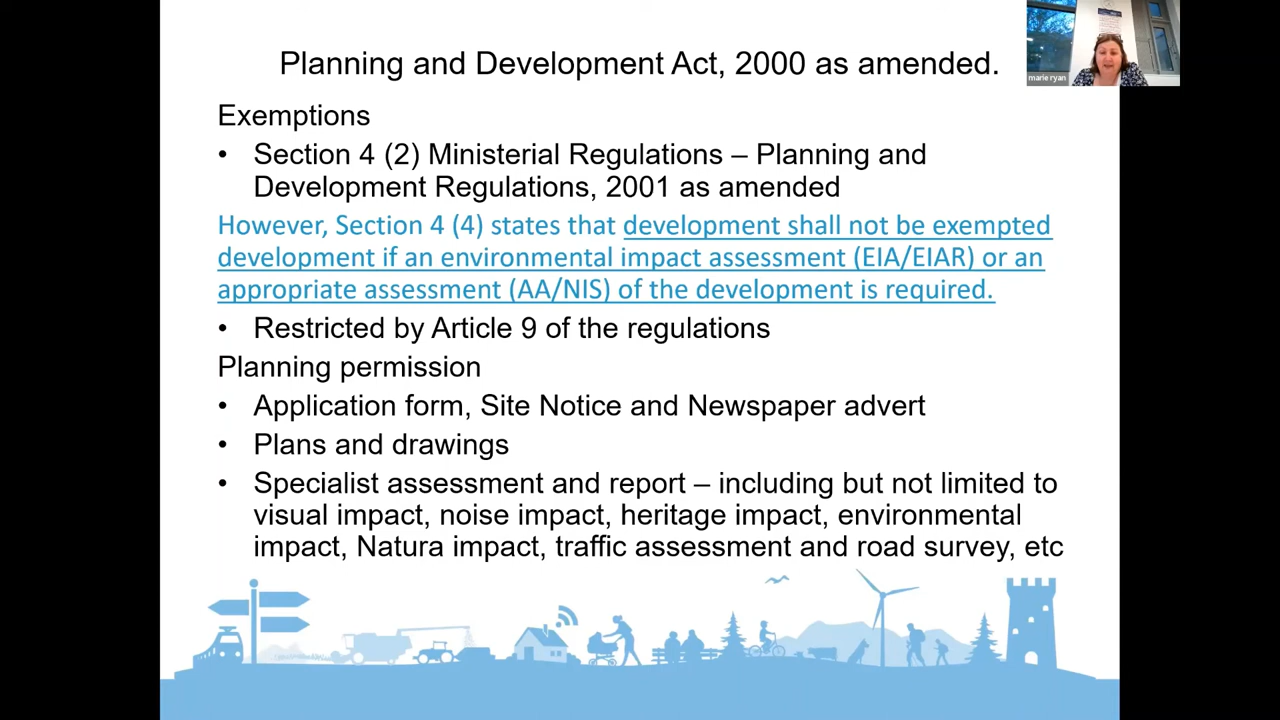 Planning and Development Act, 2000 as amended.
marie ryan
Exemptions
• Section 4 (2) Ministerial Regulations – Planning and
Development Regulations, 2001 as amended
However, Section 4 (4) states that development shall not be exempted
development if an environmental impact assessment (EIA/EIAR) or an
appropriate assessment (AA/NIS) of the development is required.
• Restricted by Article 9 of the regulations
Planning permission
• Application form, Site Notice and Newspaper advert
• Plans and drawings
• Specialist assessment and report – including but not limited to
visual impact, noise impact, heritage impact, environmental
impact, Natura impact, traffic assessment and road survey, etc